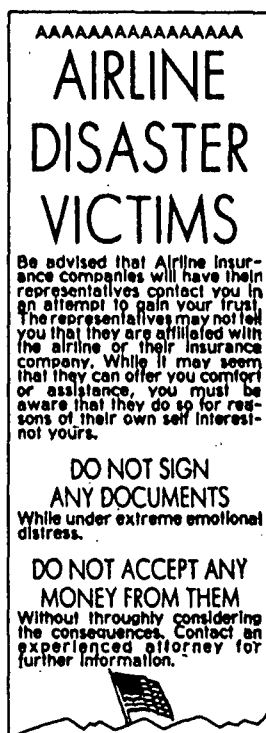 AAAAAAAAAAAAAAAA
AIRLINE
DISASTER
VICTIMS
Be advised that Airline Insur-
ance companies will have their
representatives contact you in
an attempt to gain your trust.
The representatives may not tell
you that they are affiliated with
the airline or their insurance
company. While it may seem
that they can offer you comfort
or assistance, you must be
aware that they do so for rea-
sons of their own self interest-
not yours.
DO NOT SIGN
ANY DOCUMENTS
While under extreme emotional
distress.
DO NOT ACCEPT ANY
MONEY FROM THEM
Without throughly considering
the consequences. Contact an
experienced attorney for
further information.